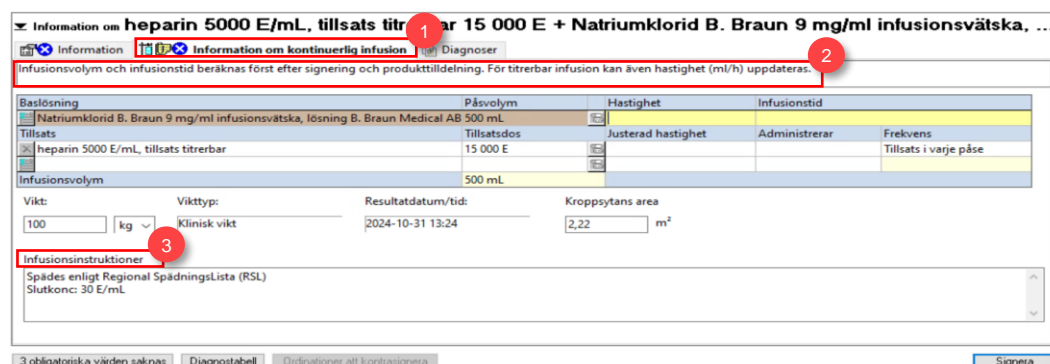 Information om heparin 5000 E/mL, tillsats titrerbar 15 000 E + Natriumklorid B. Braun 9 mg/ml infusionsvätska, ...
1
Information Information om kontinuerlig infusion Diagnoser
2
Infusionsvolym och infusionstid beräknas först efter signering och produkttilldelning. För titrerbar infusion kan även hastighet (ml/h) uppdateras.
Baslösning Påsvolym Hastighet Infusionstid
Natriumklorid B. Braun 9 mg/ml infusionsvätska, lösning B. Braun Medical AB 500 mL
Tillsats Tillsatsdos Justerad hastighet Administrerar Frekvens
heparin 5000 E/mL, tillsats titrerbar 15 000 E Tillsats i varje påse
Infusionsvolym 500 mL
Vikt: Vikttyp: Resultatdatum/tid: Kroppsytans area
100 kg Klinisk vikt 2024-10-31 13:24 2,22 m²
3
Infusionsinstruktioner
Spädes enligt Regional SpädningsLista (RSL)
Slutkonc: 30 E/mL
3 obligatoriska värden saknas Diagnostabell Ordinationer att kontrasignera Signera